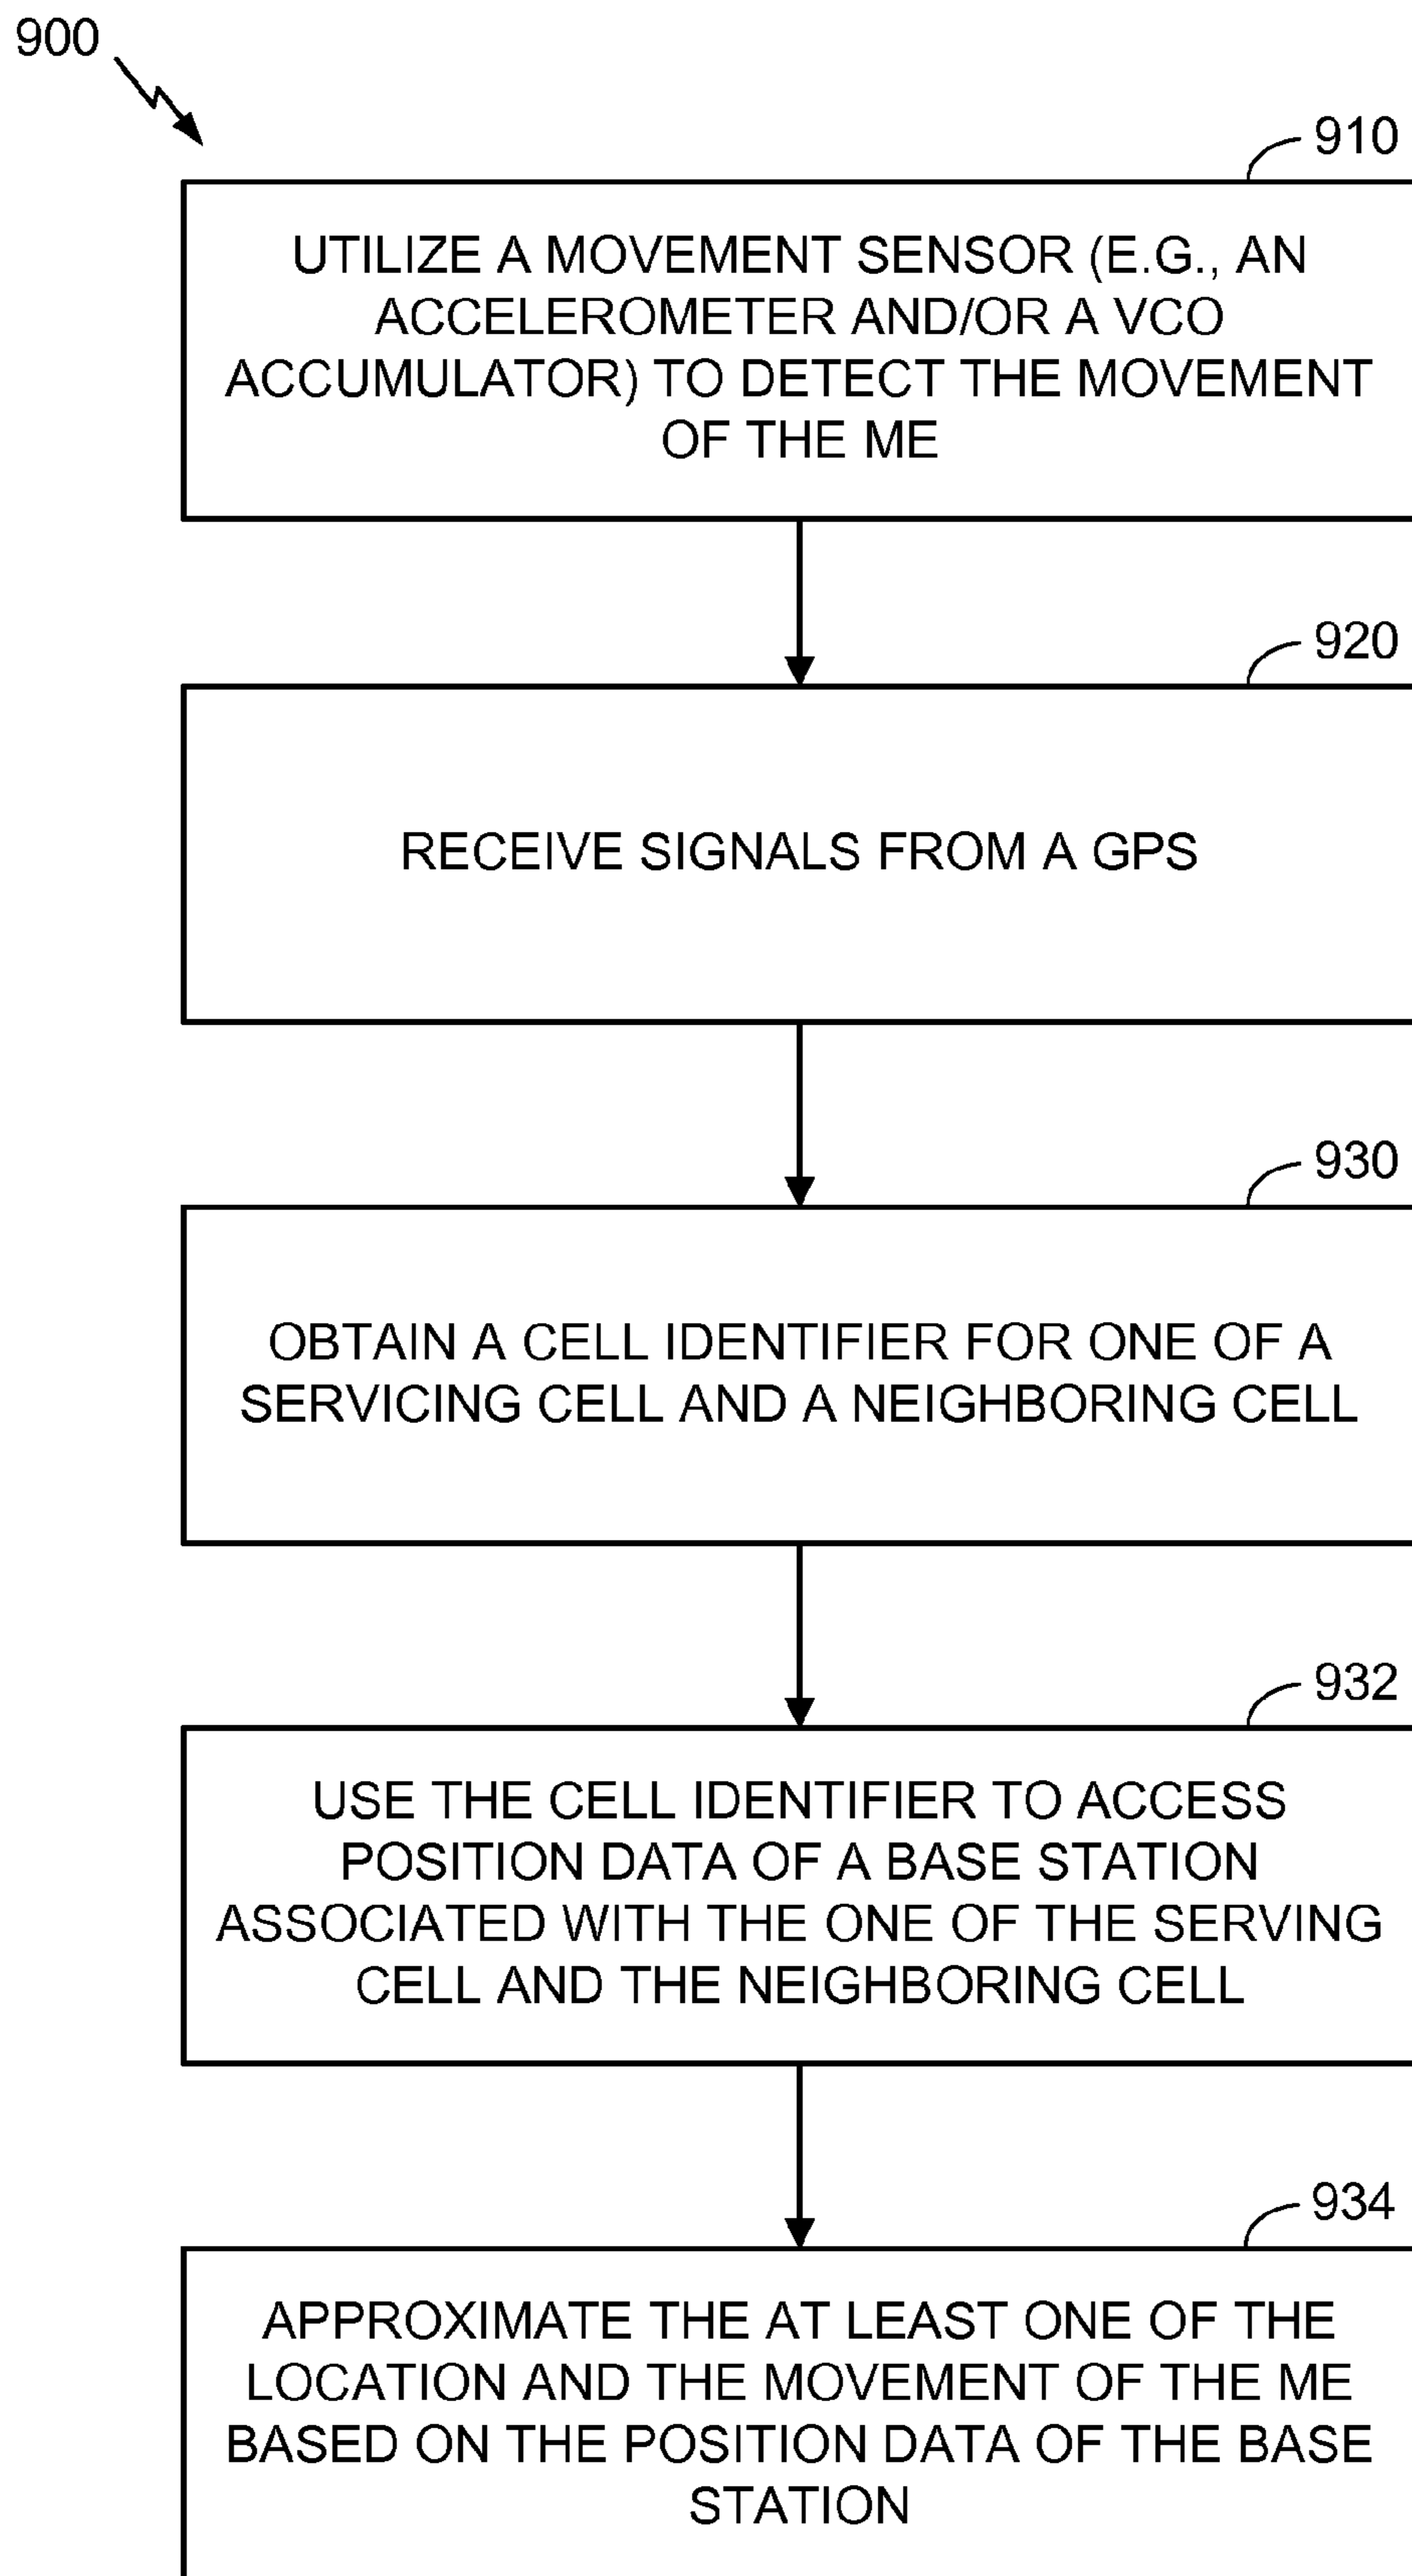 900
910
UTILIZE A MOVEMENT SENSOR (E.G., AN
ACCELEROMETER AND/OR A VCO
ACCUMULATOR) TO DETECT THE MOVEMENT
OF THE ME
920
RECEIVE SIGNALS FROM A GPS
930
OBTAIN A CELL IDENTIFIER FOR ONE OF A
SERVICING CELL AND A NEIGHBORING CELL
932
USE THE CELL IDENTIFIER TO ACCESS
POSITION DATA OF A BASE STATION
ASSOCIATED WITH THE ONE OF THE SERVING
CELL AND THE NEIGHBORING CELL
934
APPROXIMATE THE AT LEAST ONE OF THE
LOCATION AND THE MOVEMENT OF THE ME
BASED ON THE POSITION DATA OF THE BASE
STATION